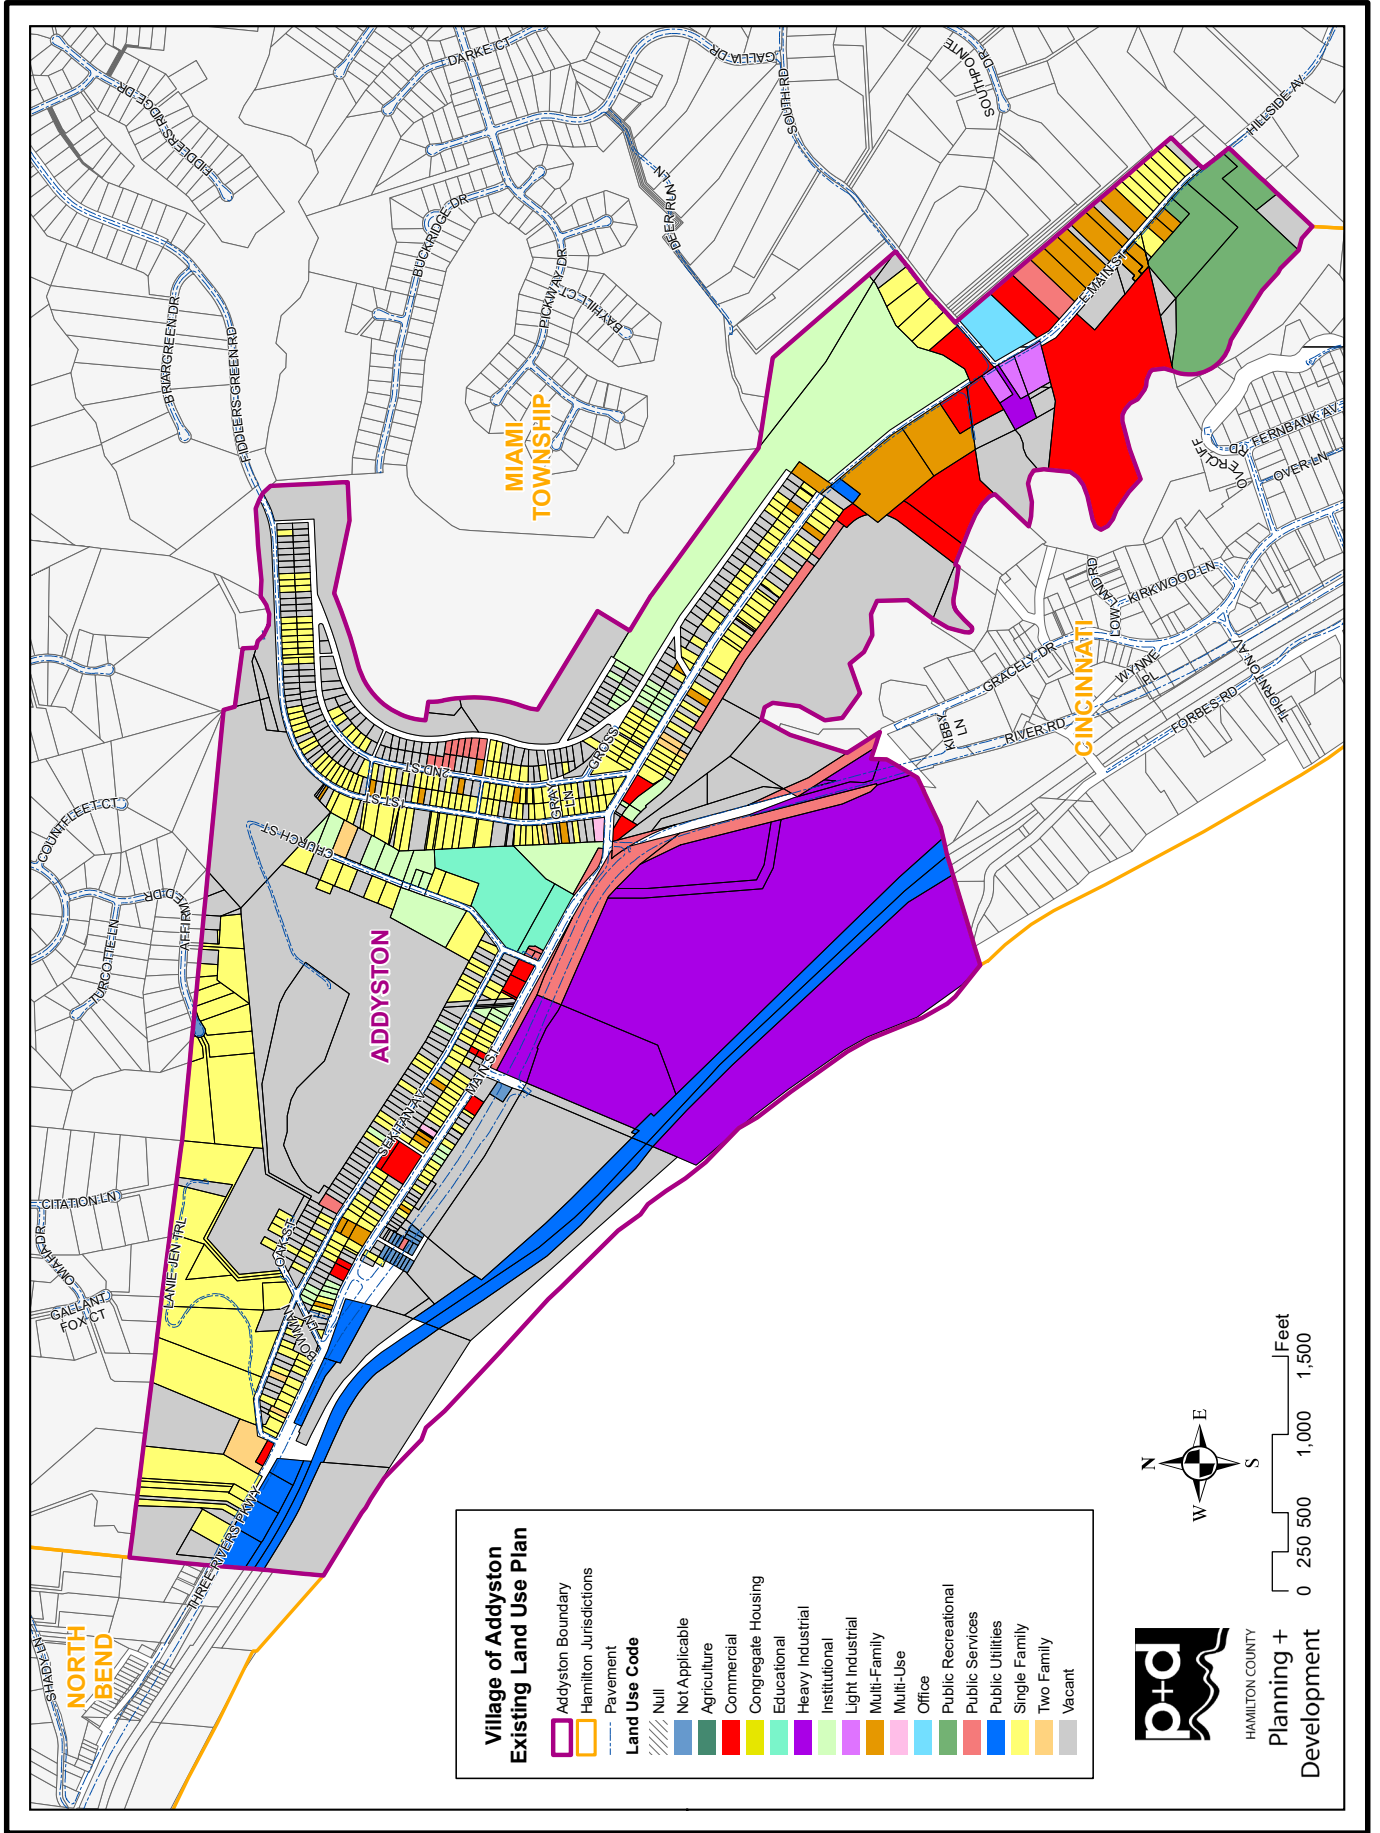 Village of Addyston
Existing Land Use Plan
Addyston Boundary
Hamilton Jurisdictions
Pavement
Land Use Code
Null
Not Applicable
Agriculture
Commercial
Congregate Housing
Educational
Heavy Industrial
Institutional
Light Industrial
Multi-Family
Multi-Use
Office
Public Recreational
Public Services
Public Utilities
Single Family
Two Family
Vacant
NORTH
BEND
SHADY LN
THREE RIVERS PKWY
GALLANT
FOX CT
OMAHA DR
CITATION LN
LANIE JEN TRL
OAK ST
BOWMAN
LN
SEKITAN AV
MAIN ST
ADDYSTON
TURCOTTE LN
AFFIRMED DR
COUNTFLEET CT
CHURCH ST
1ST ST
2ND ST
GRAY
LN
GROSS
FIDDLERS GREEN RD
BRIARGREEN DR
FIDDLERS RIDGE DR
MIAMI
TOWNSHIP
BUCKRIDGE DR
PICKWAY DR
BAYHILL CT
DARKE CT
GALLIA DR
DEER RUN LN
SOUTH RD
SOUTHPOINTE
DR
HILLSIDE AV
E MAIN ST
CINCINNATI
KIBBY
LN
RIVER RD
GRACELY DR
WYNNE
PL
LOWLAND RD
KIRKWOOD LN
FORBES RD
THORNTON AV
OVERCLIFF
RD
FERNBANK AV
OVER LN
N
W
E
S
0 250 500 1,000 1,500
Feet
p+d
HAMILTON COUNTY
Planning +
Development